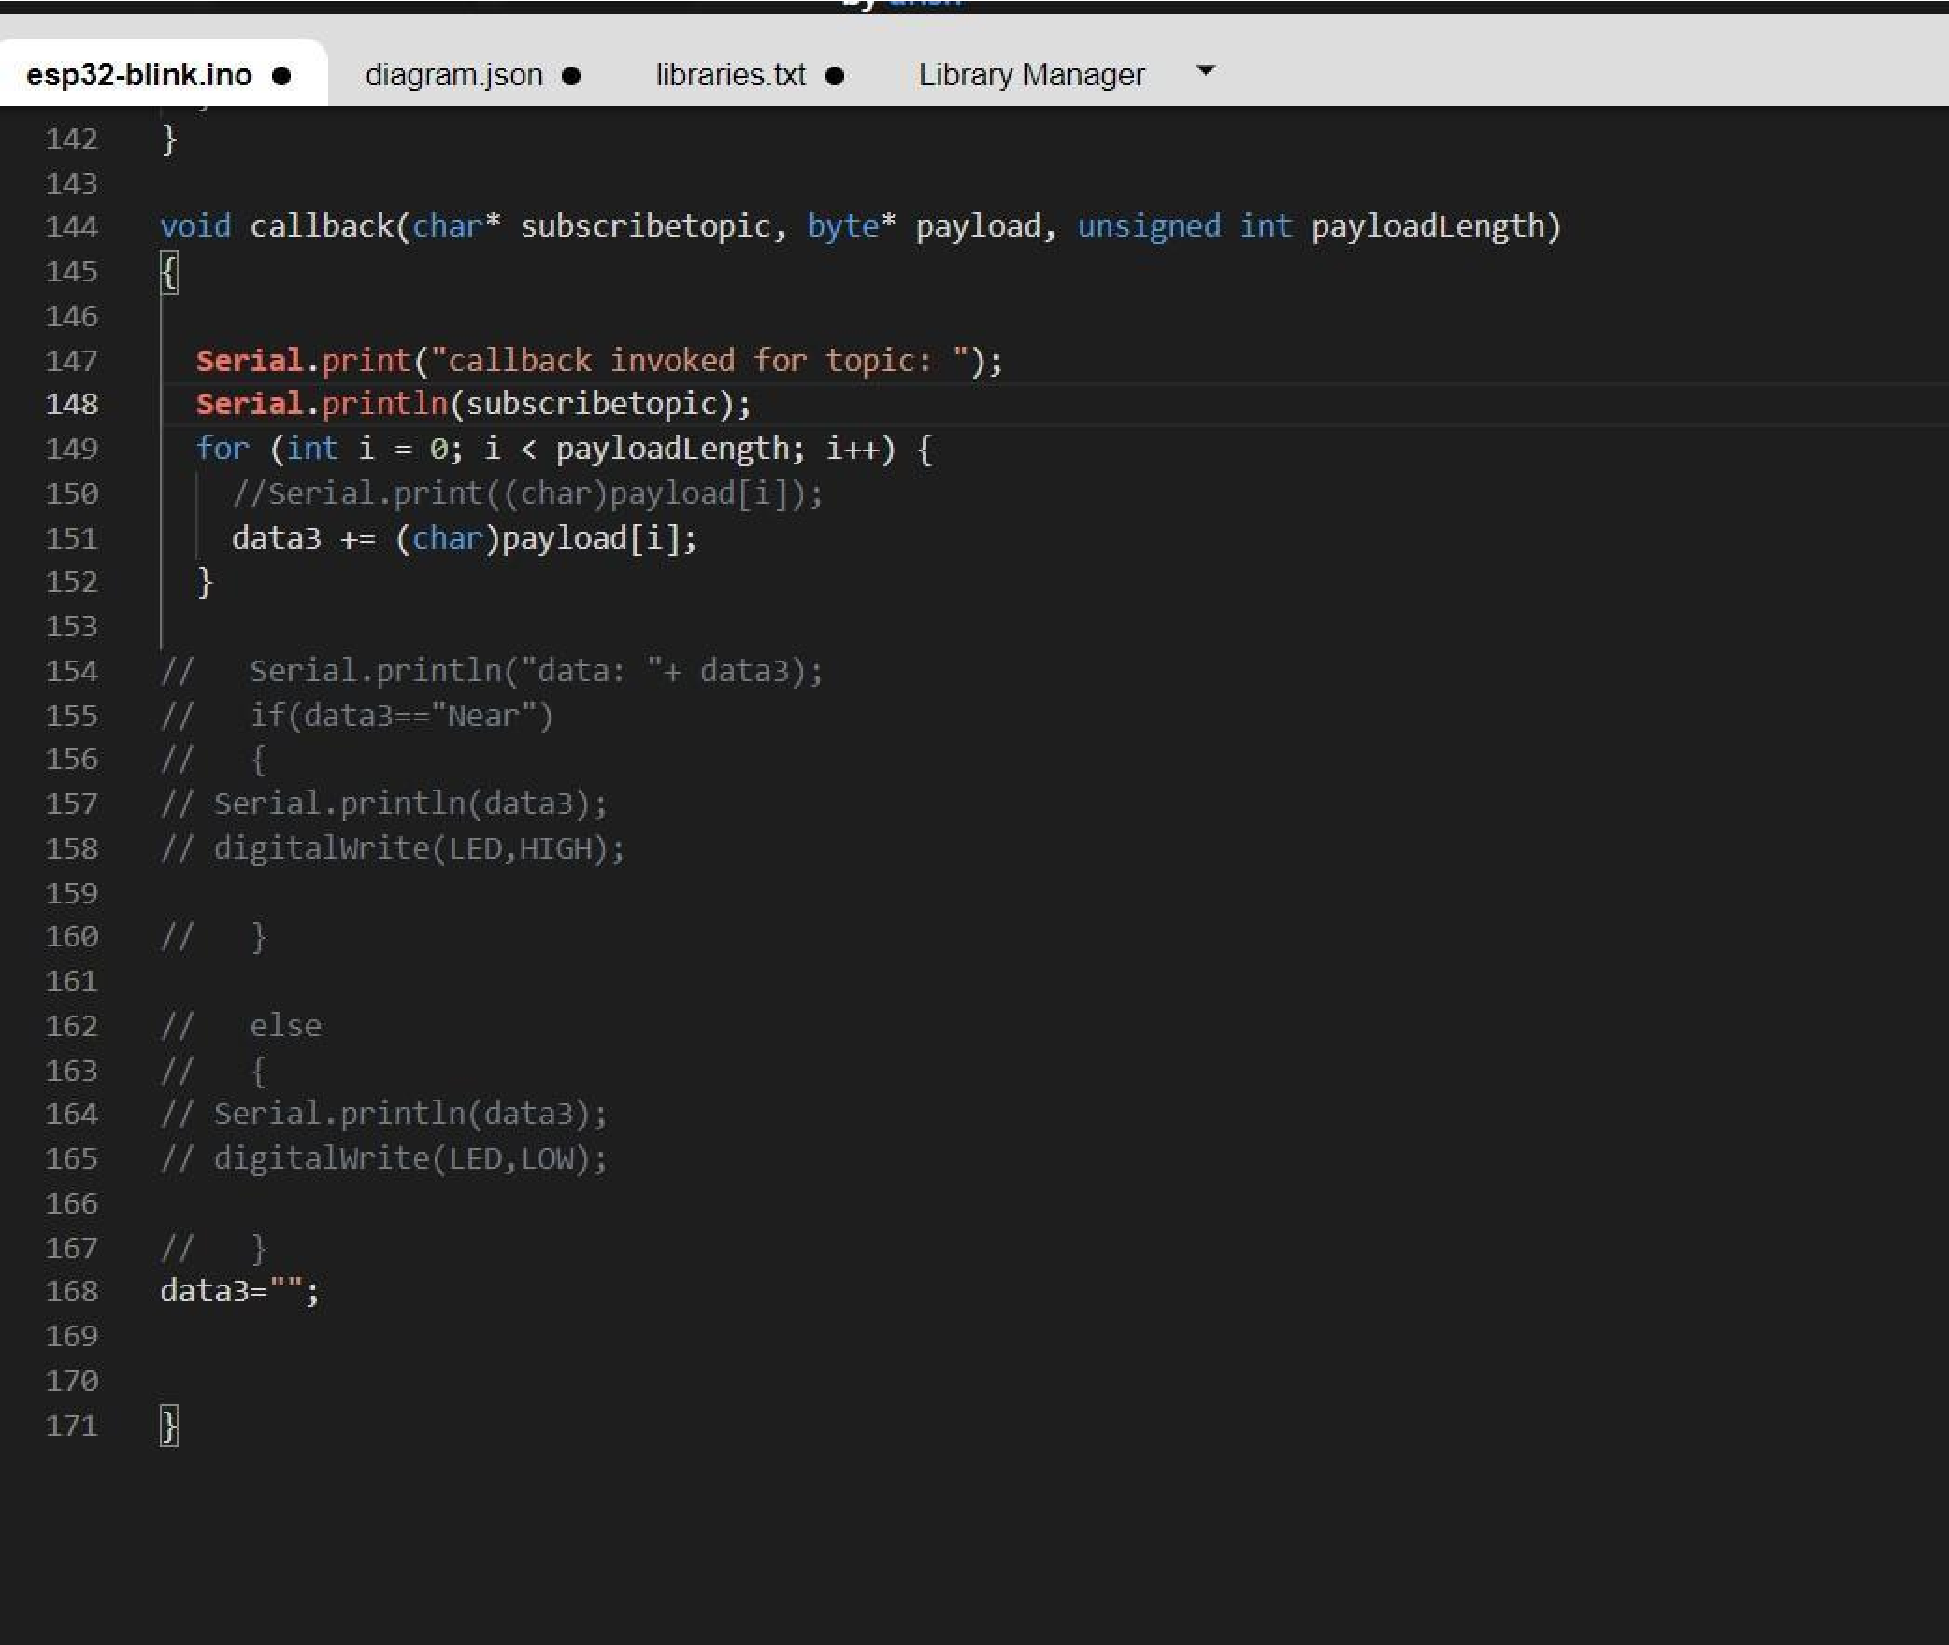 by
esp32-blink.ino ● diagram.json ● libraries.txt ● Library Manager
142 }
143
144 void callback(char* subscribetopic, byte* payload, unsigned int payloadLength)
145 {
146
147   Serial.print("callback invoked for topic: ");
148   Serial.println(subscribetopic);
149   for (int i = 0; i < payloadLength; i++) {
150     //Serial.print((char)payload[i]);
151     data3 += (char)payload[i];
152   }
153
154 //   Serial.println("data: "+ data3);
155 //   if(data3=="Near")
156 //   {
157 // Serial.println(data3);
158 // digitalWrite(LED,HIGH);
159
160 //   }
161
162 //   else
163 //   {
164 // Serial.println(data3);
165 // digitalWrite(LED,LOW);
166
167 //   }
168 data3="";
169
170
171 }